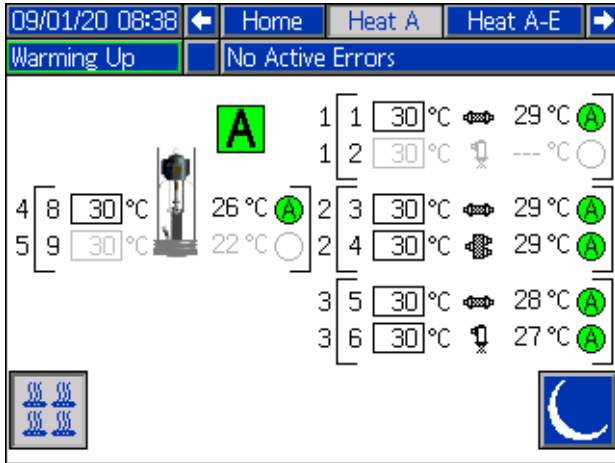 09/01/20 08:38 Home Heat A Heat A-E
Warming Up No Active Errors
A
1 1 30 °C 29 °C A
1 2 30 °C --- °C
4 8 30 °C 26 °C A
5 9 30 °C 22 °C
2 3 30 °C 29 °C A
2 4 30 °C 29 °C A
3 5 30 °C 28 °C A
3 6 30 °C 27 °C A